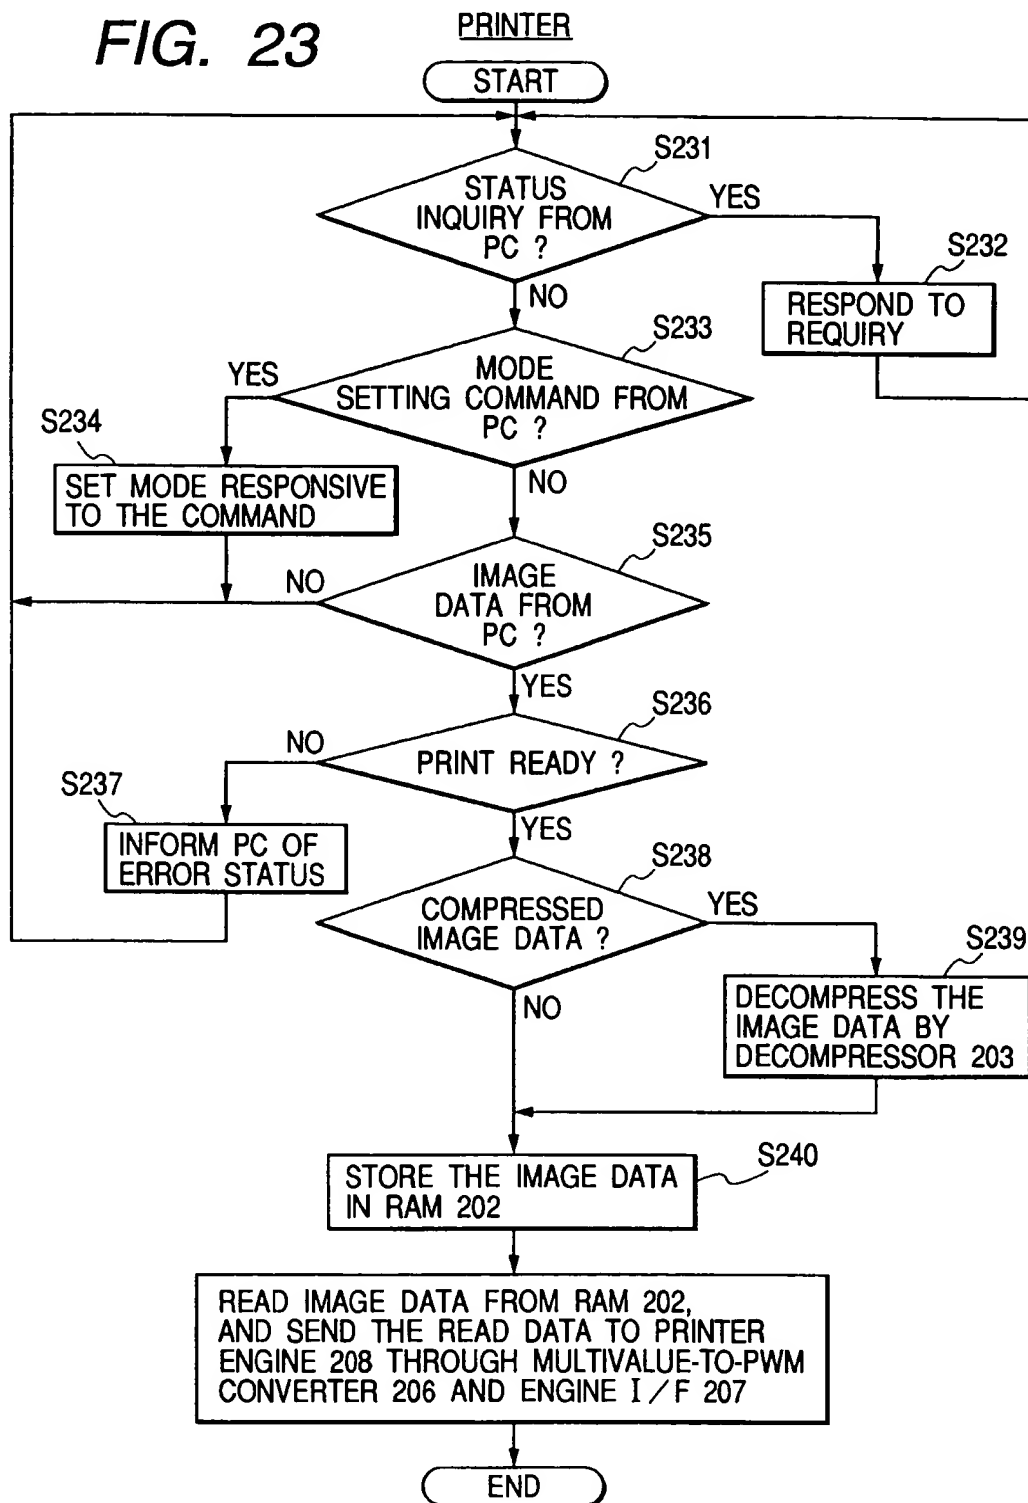 FIG. 23
PRINTER
START
S231
STATUS
INQUIRY FROM
PC ?
YES
S232
RESPOND TO
REQUIRY
NO
S233
MODE
SETTING COMMAND FROM
PC ?
YES
S234
SET MODE RESPONSIVE
TO THE COMMAND
NO
S235
IMAGE
DATA FROM
PC ?
NO
YES
S236
PRINT READY ?
NO
S237
INFORM PC OF
ERROR STATUS
YES
S238
COMPRESSED
IMAGE DATA ?
YES
S239
DECOMPRESS THE
IMAGE DATA BY
DECOMPRESSOR 203
NO
S240
STORE THE IMAGE DATA
IN RAM 202
READ IMAGE DATA FROM RAM 202,
AND SEND THE READ DATA TO PRINTER
ENGINE 208 THROUGH MULTIVALUE-TO-PWM
CONVERTER 206 AND ENGINE I/F 207
END